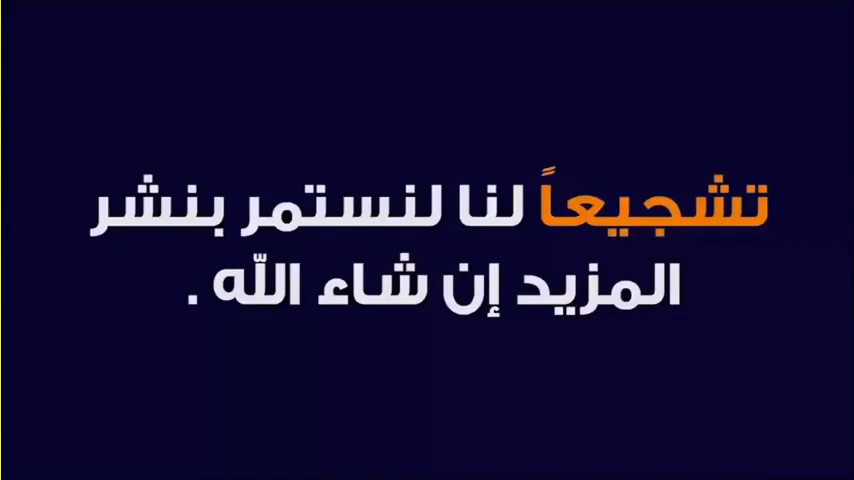 تشجيعاً لنا لنستمر بنشر
المزيد إن شاء الله .